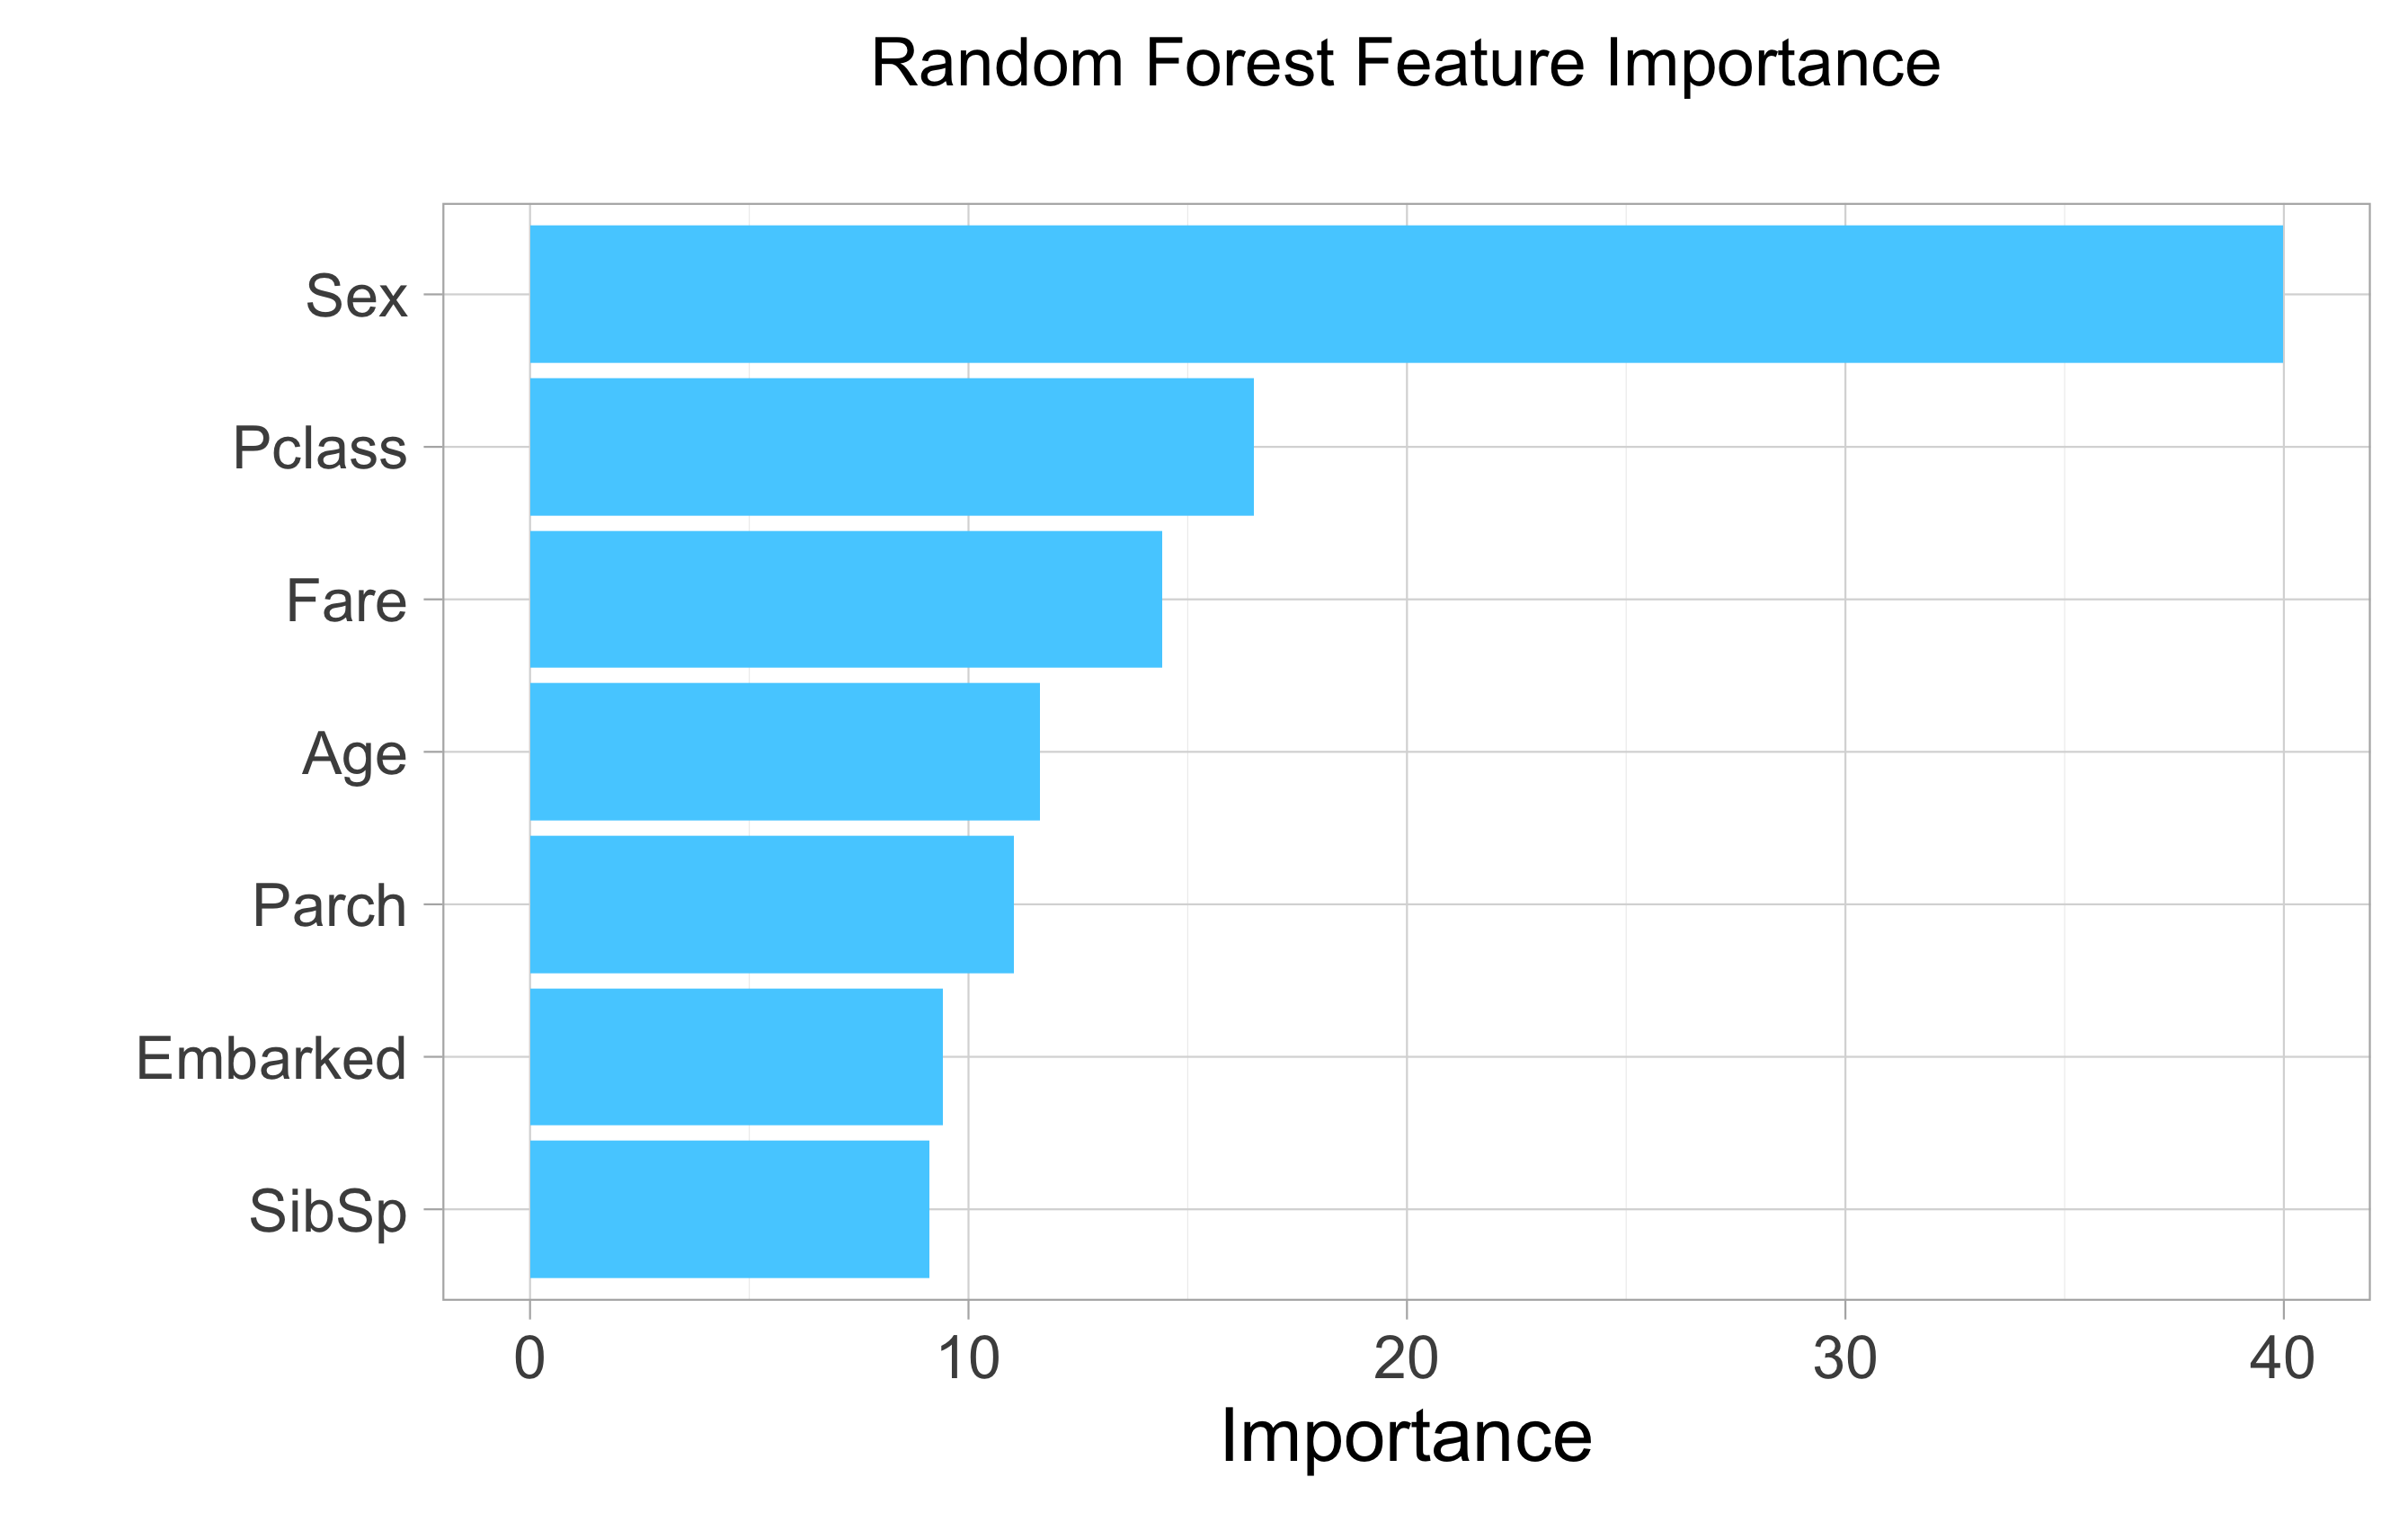 Random Forest Feature Importance
Sex
Pclass
Fare
Age
Parch
Embarked
SibSp
0 10 20 30 40
Importance